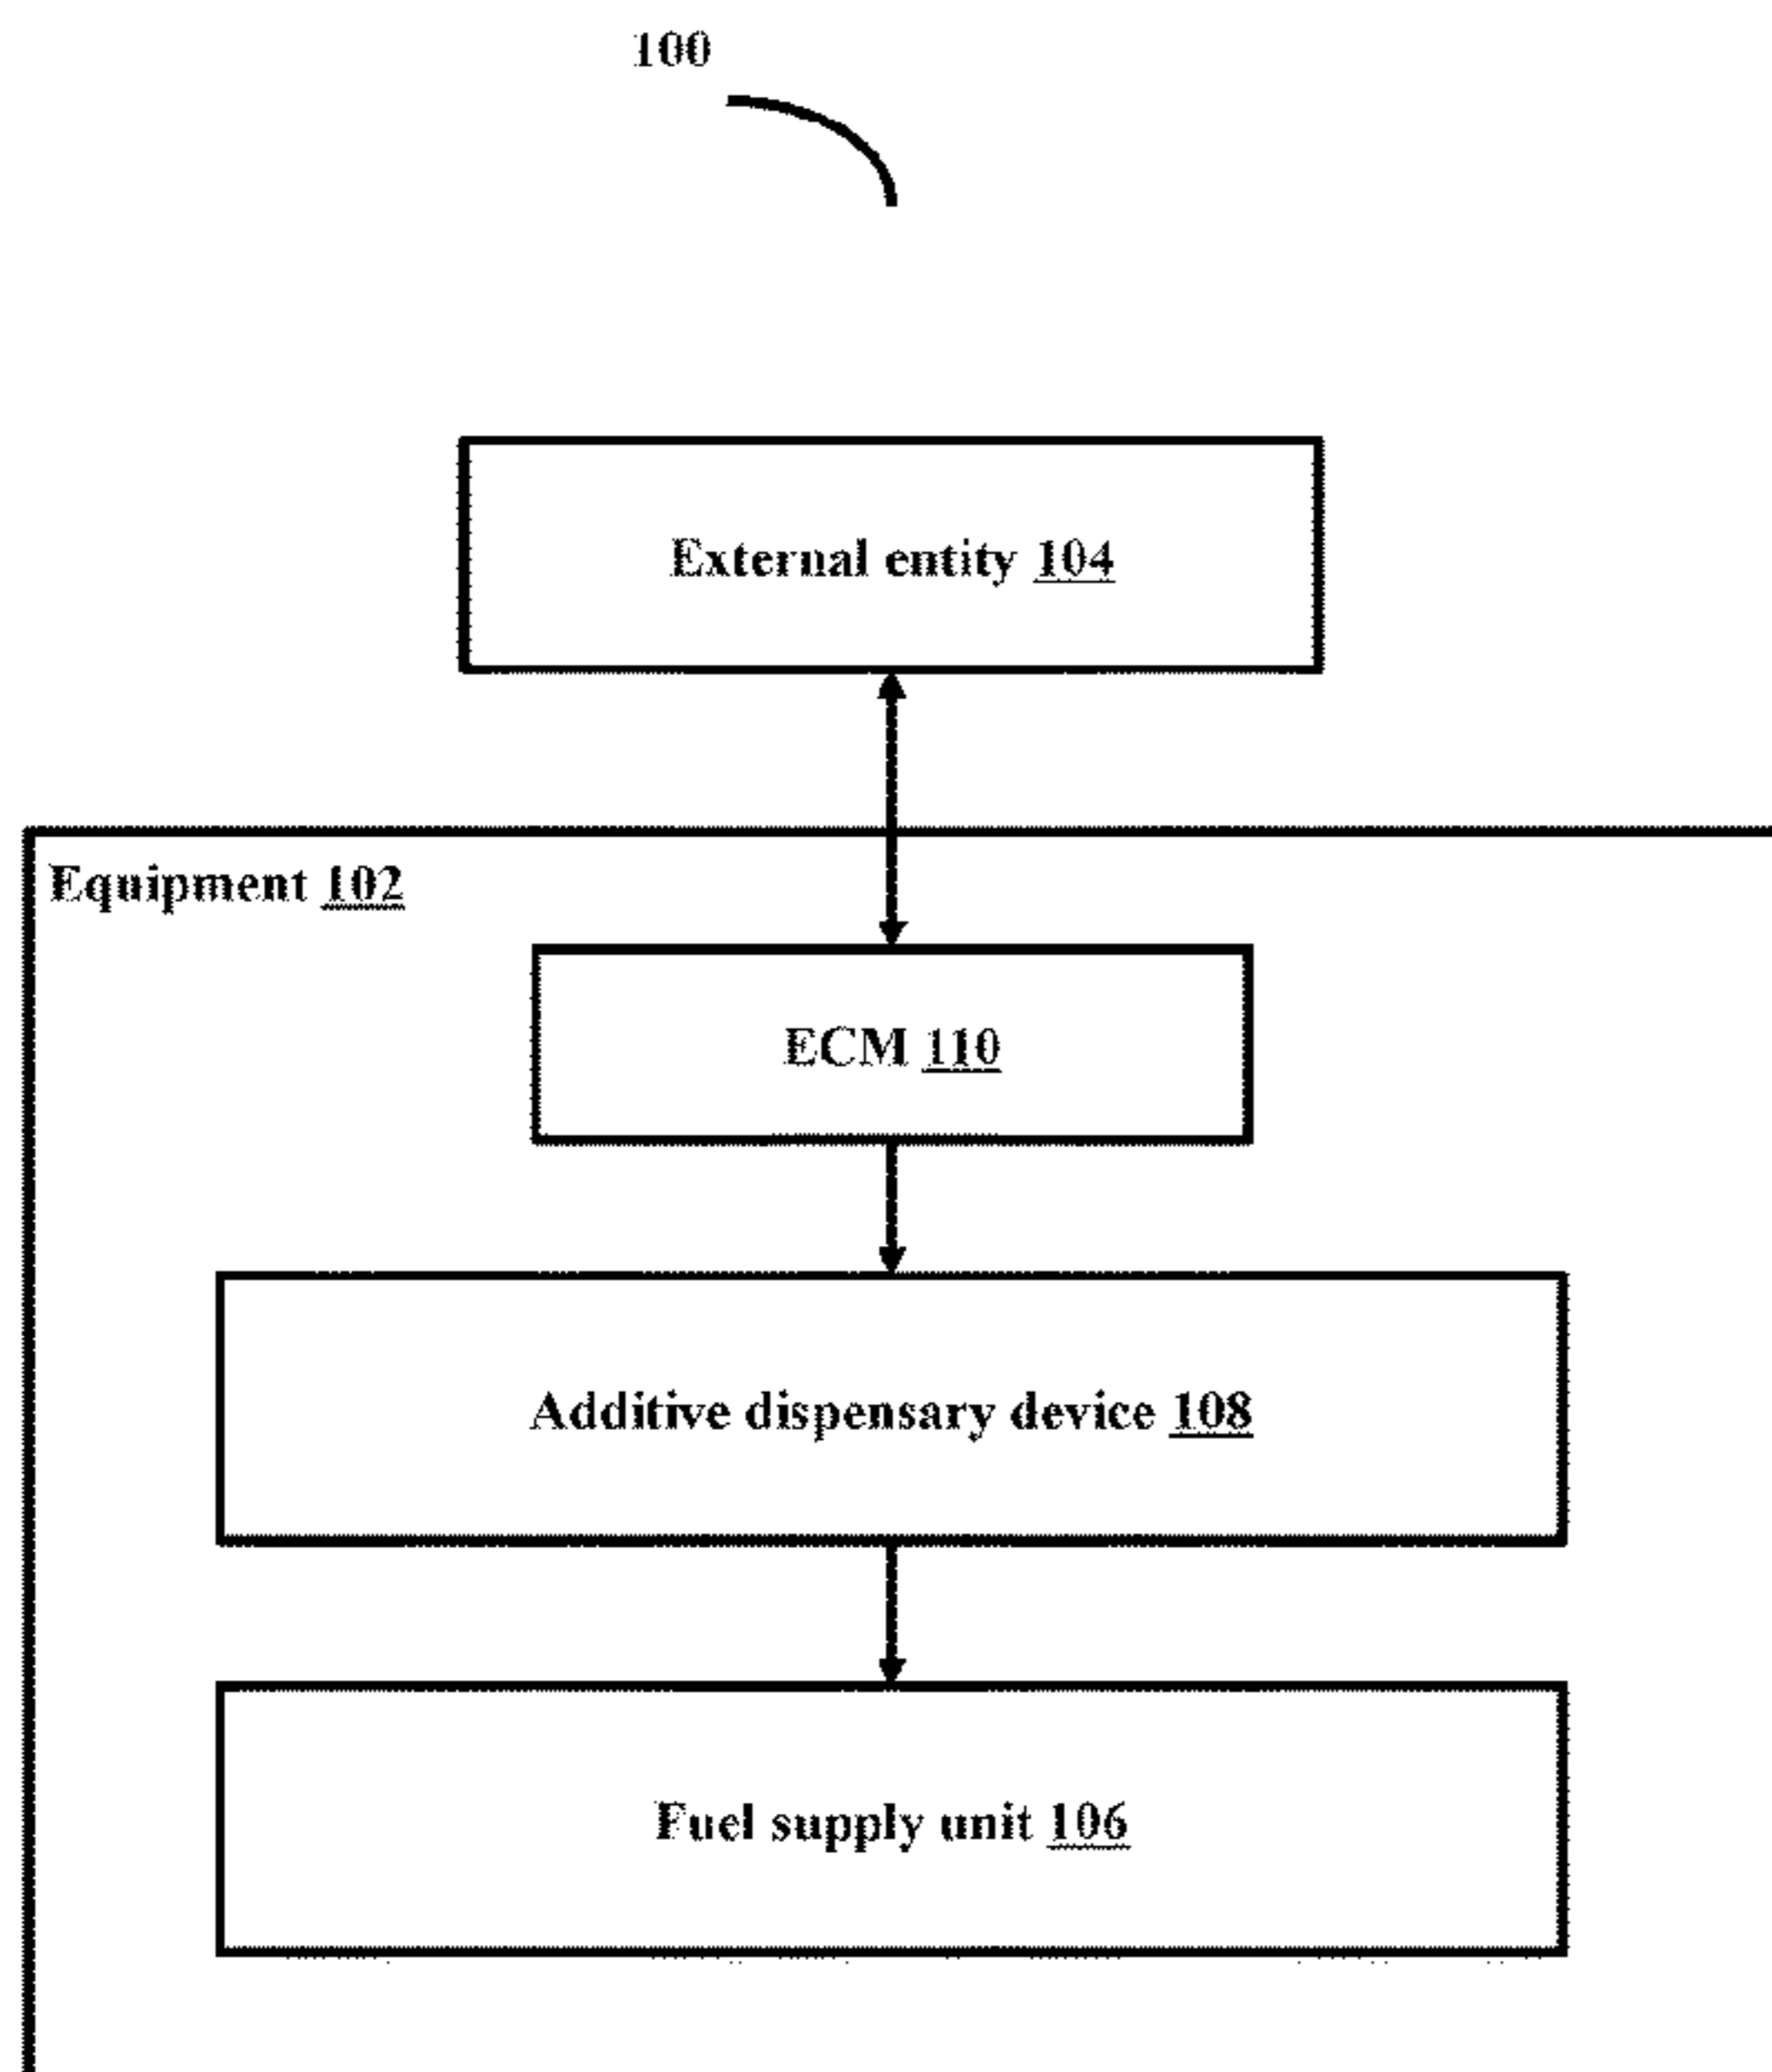 100
External entity 104
Equipment 102
ECM 110
Additive dispensary device 108
Fuel supply unit 106